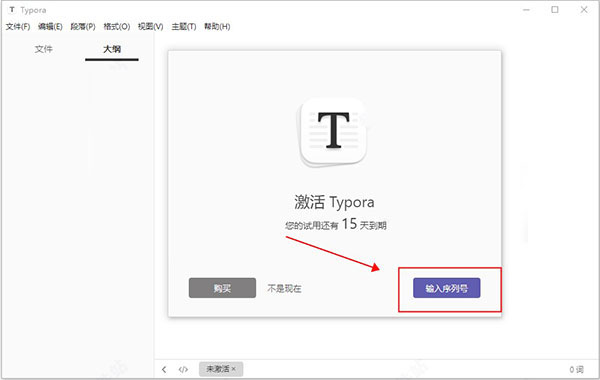 T Typora
文件(F) 编辑(E) 段落(P) 格式(O) 视图(V) 主题(T) 帮助(H)
文件 大纲
T
激活 Typora
您的试用还有 15 天到期
购买 不是现在 输入序列号
</> 未激活 × 0 词